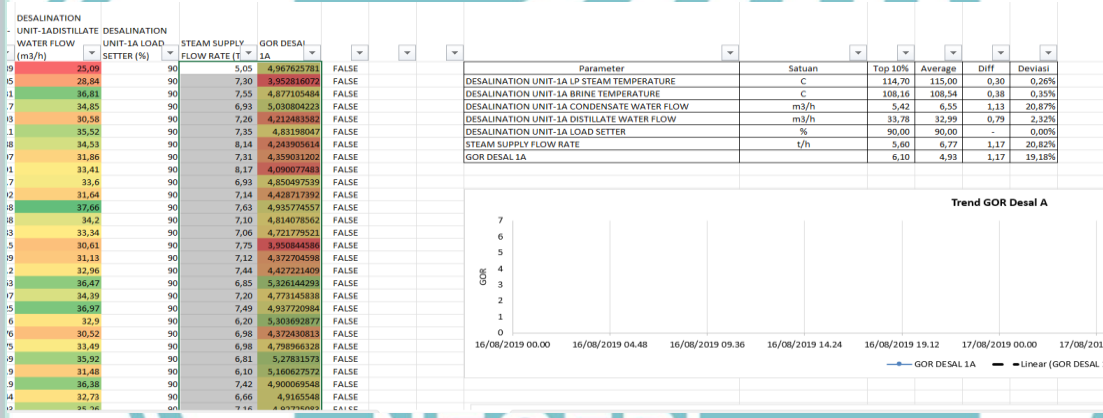 DESALINATION
UNIT-1ADISTILLATE DESALINATION
WATER FLOW UNIT-1A LOAD STEAM SUPPLY GOR DESAL
(m3/h) SETTER (%) FLOW RATE (T 1A
25,09 90 5,05 4,967625781 FALSE
28,84 90 7,30 3,952816072 FALSE
36,81 90 7,55 4,877105484 FALSE
34,85 90 6,93 5,030804223 FALSE
30,58 90 7,26 4,212483582 FALSE
35,52 90 7,35 4,83198047 FALSE
34,53 90 8,14 4,243905614 FALSE
31,86 90 7,31 4,359031202 FALSE
33,41 90 8,17 4,090077483 FALSE
33,6 90 6,93 4,850497539 FALSE
31,64 90 7,14 4,428717392 FALSE
37,66 90 7,63 4,935774557 FALSE
34,2 90 7,10 4,814078562 FALSE
33,34 90 7,06 4,721779521 FALSE
30,61 90 7,75 3,950844586 FALSE
31,13 90 7,12 4,372704598 FALSE
32,96 90 7,44 4,427221409 FALSE
36,47 90 6,85 5,326144293 FALSE
34,39 90 7,20 4,773145838 FALSE
36,97 90 7,49 4,937720984 FALSE
32,9 90 6,20 5,303692877 FALSE
30,52 90 6,98 4,372430813 FALSE
33,49 90 6,98 4,798966328 FALSE
35,92 90 6,81 5,27831573 FALSE
31,48 90 6,10 5,160627572 FALSE
36,38 90 7,42 4,900069548 FALSE
32,73 90 6,66 4,9165548 FALSE
35,26 90 7,16 4,92725083 FALSE
Parameter Satuan Top 10% Average Diff Deviasi
DESALINATION UNIT-1A LP STEAM TEMPERATURE C 114,70 115,00 0,30 0,26%
DESALINATION UNIT-1A BRINE TEMPERATURE C 108,16 108,54 0,38 0,35%
DESALINATION UNIT-1A CONDENSATE WATER FLOW m3/h 5,42 6,55 1,13 20,87%
DESALINATION UNIT-1A DISTILLATE WATER FLOW m3/h 33,78 32,99 0,79 2,32%
DESALINATION UNIT-1A LOAD SETTER % 90,00 90,00 - 0,00%
STEAM SUPPLY FLOW RATE t/h 5,60 6,77 1,17 20,82%
GOR DESAL 1A 6,10 4,93 1,17 19,18%
Trend GOR Desal A
GOR
7
6
5
4
3
2
1
0
16/08/2019 00.00 16/08/2019 04.48 16/08/2019 09.36 16/08/2019 14.24 16/08/2019 19.12 17/08/2019 00.00 17/08/201
GOR DESAL 1A Linear (GOR DESAL